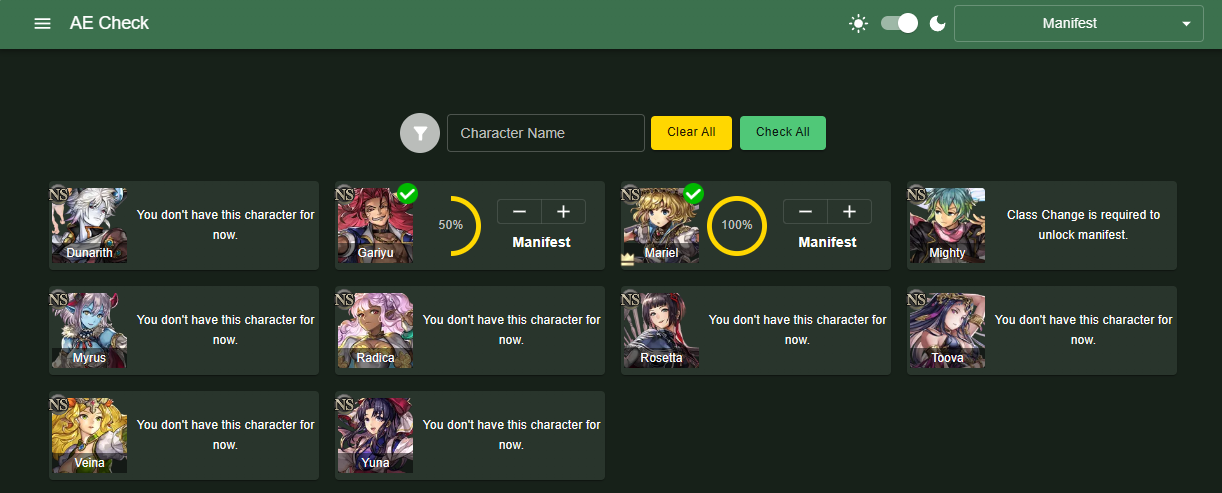 AE Check
Manifest
Character Name
Clear All
Check All
NS
Dunarith
You don't have this character for
now.
NS
Gariyu
50%
Manifest
NS
Mariel
100%
Manifest
NS
Mighty
Class Change is required to
unlock manifest.
NS
Myrus
You don't have this character for
now.
NS
Radica
You don't have this character for
now.
NS
Rosetta
You don't have this character for
now.
NS
Toova
You don't have this character for
now.
NS
Veina
You don't have this character for
now.
NS
Yuna
You don't have this character for
now.